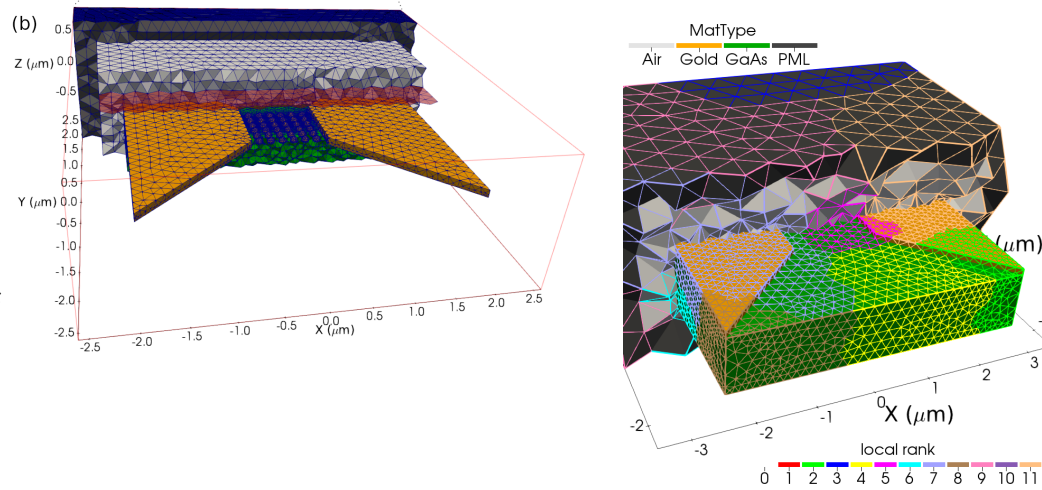 (b)
0.5
Z (μm)
0.0
-0.5
2.5
2.0
1.5
0.5
Y (μm)
0.0
-0.5
-1.0
-1.5
-2.0
-2.5
-2.5 -2.0 -1.0 -0.5 0.0 0.5 1.0 1.5 2.0 2.5
X (μm)
MatType
Air Gold GaAs PML
μm)
-2
-3 -2 -1 0 1 2 3
X (μm)
local rank
0 1 2 3 4 5 6 7 8 9 10 11